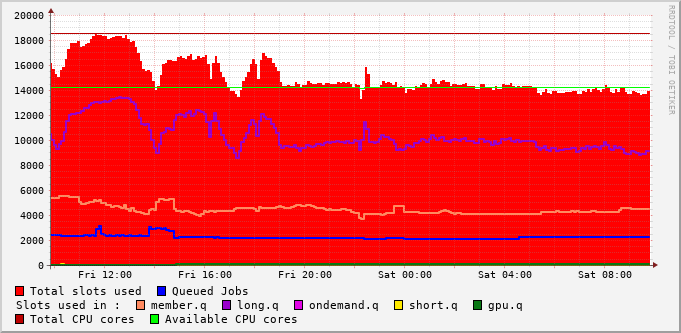 20000
18000
16000
14000
12000
10000
8000
6000
4000
2000
0
Fri 12:00 Fri 16:00 Fri 20:00 Sat 00:00 Sat 04:00 Sat 08:00
RRDTOOL / TOBI OETIKER
Total slots used Queued Jobs
Slots used in : member.q long.q ondemand.q short.q gpu.q
Total CPU cores Available CPU cores